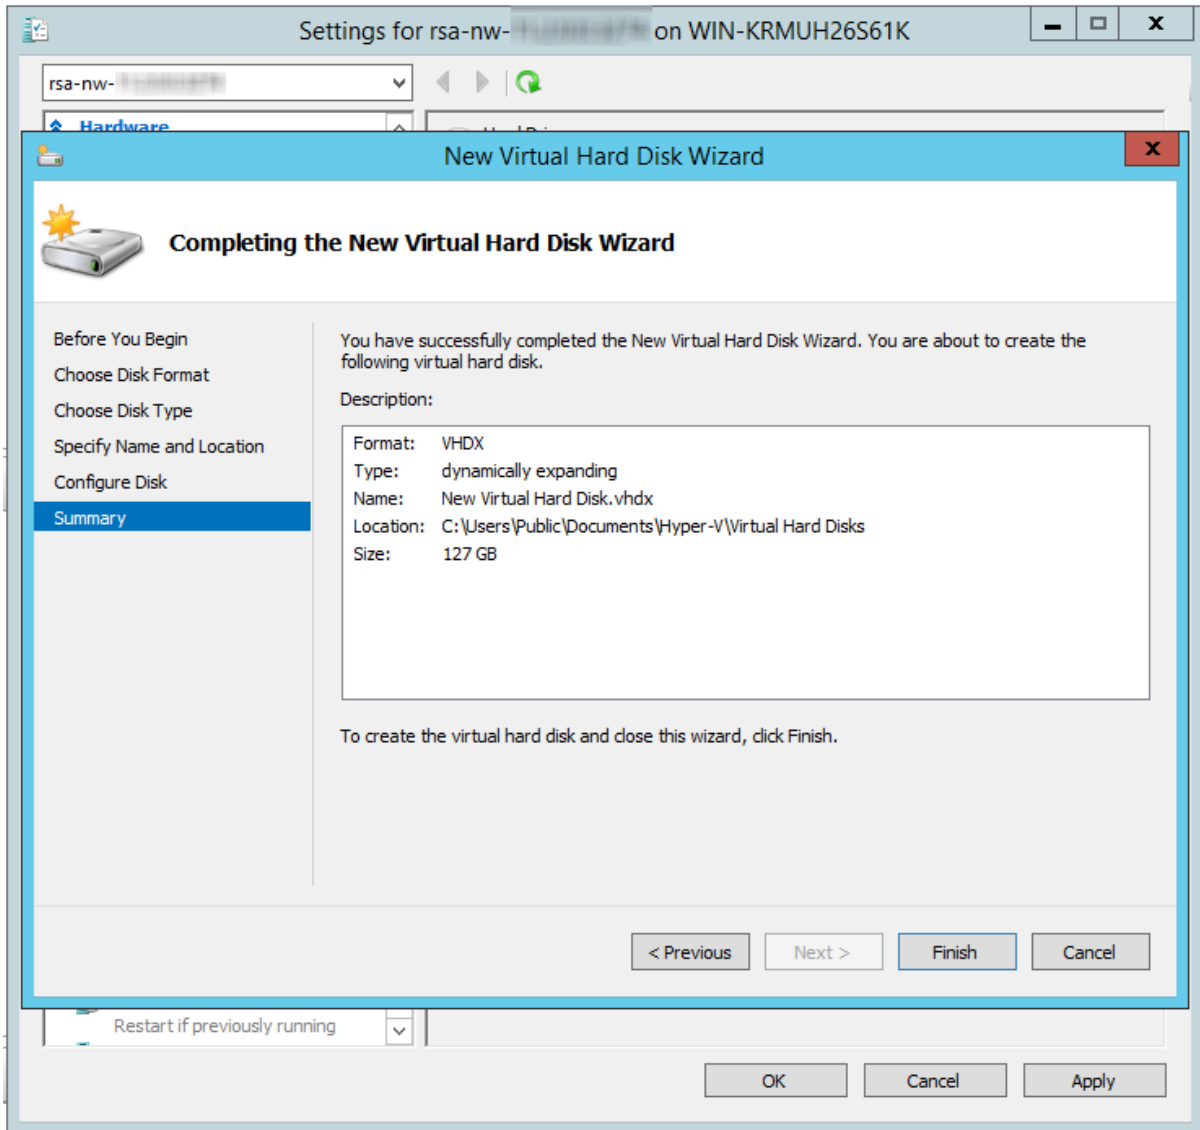 Settings for rsa-nw- on WIN-KRMUH26S61K
rsa-nw-
Hardware
New Virtual Hard Disk Wizard
Completing the New Virtual Hard Disk Wizard
Before You Begin
Choose Disk Format
Choose Disk Type
Specify Name and Location
Configure Disk
Summary
You have successfully completed the New Virtual Hard Disk Wizard. You are about to create the
following virtual hard disk.
Description:
Format: VHDX
Type: dynamically expanding
Name: New Virtual Hard Disk.vhdx
Location: C:\Users\Public\Documents\Hyper-V\Virtual Hard Disks
Size: 127 GB
To create the virtual hard disk and close this wizard, click Finish.
< Previous
Next >
Finish
Cancel
Restart if previously running
OK
Cancel
Apply